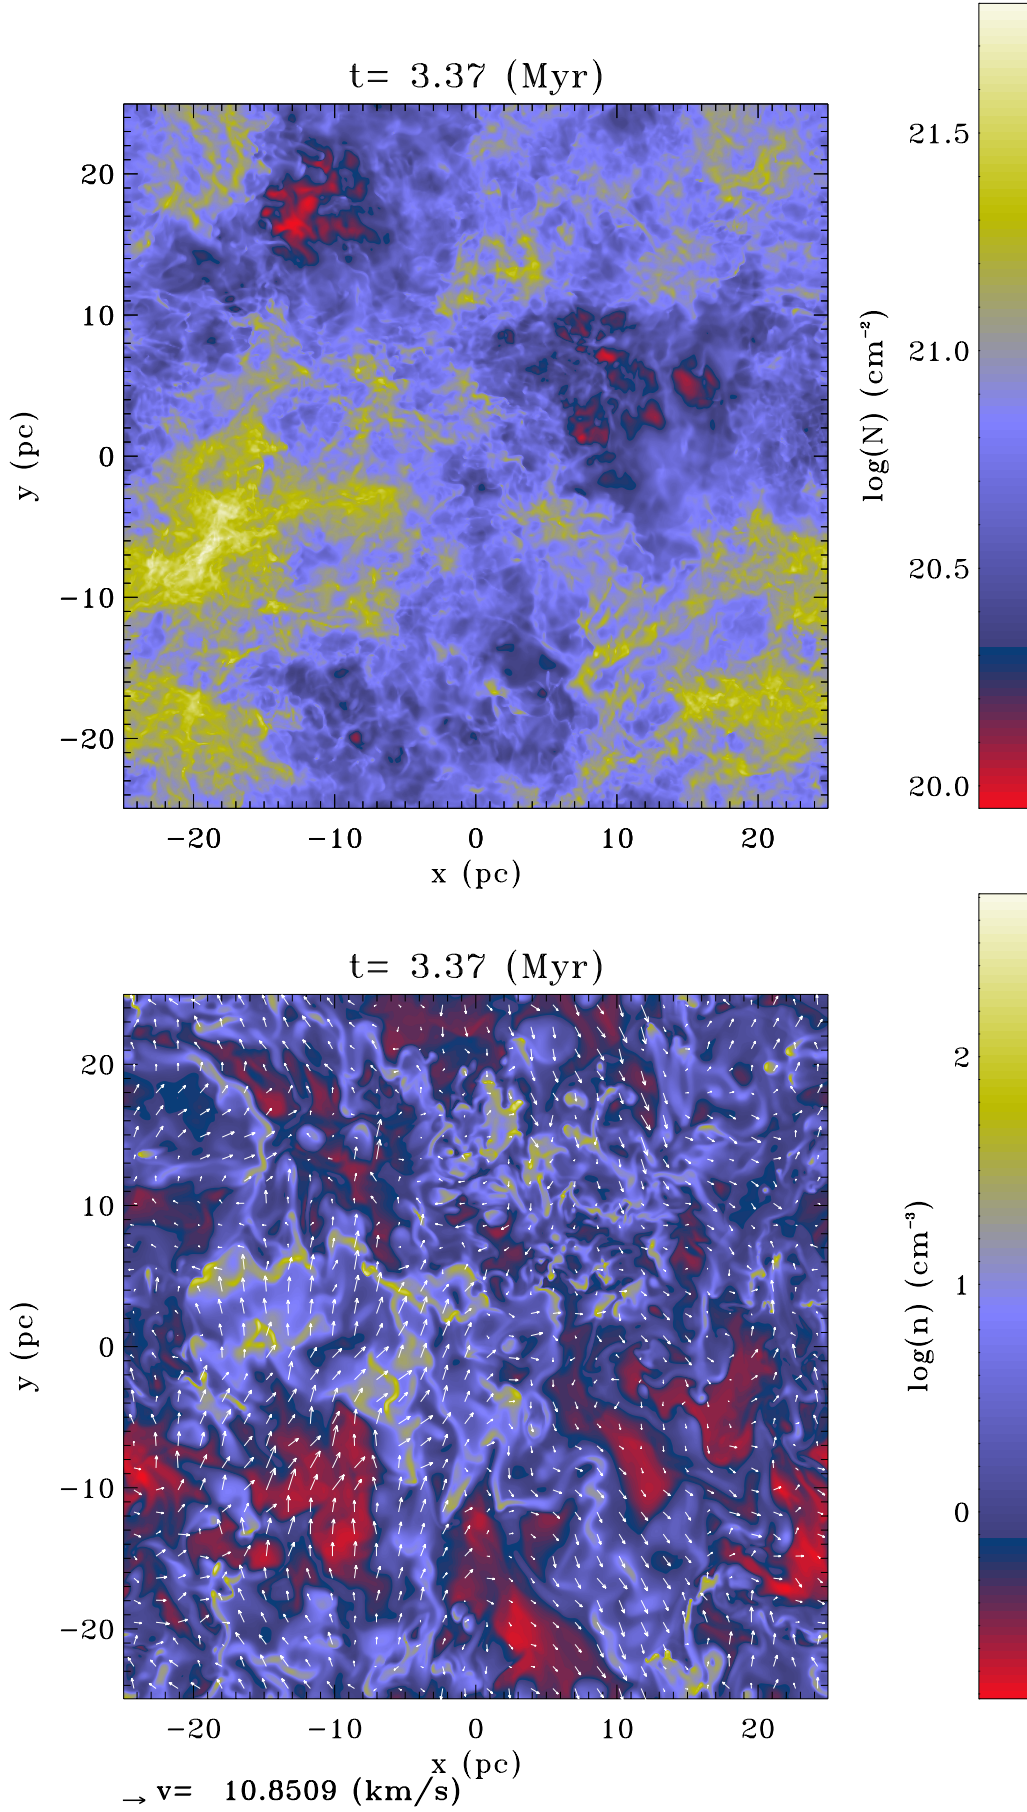 t= 3.37 (Myr)
21.5
21.0
20.5
20.0
log(N) (cm⁻²)
20
10
0
−10
−20
y (pc)
−20 −10 0 10 20
x (pc)
t= 3.37 (Myr)
2
1
0
log(n) (cm⁻³)
20
10
0
−10
−20
y (pc)
−20 −10 0 10 20
x (pc)
→ v= 10.8509 (km/s)